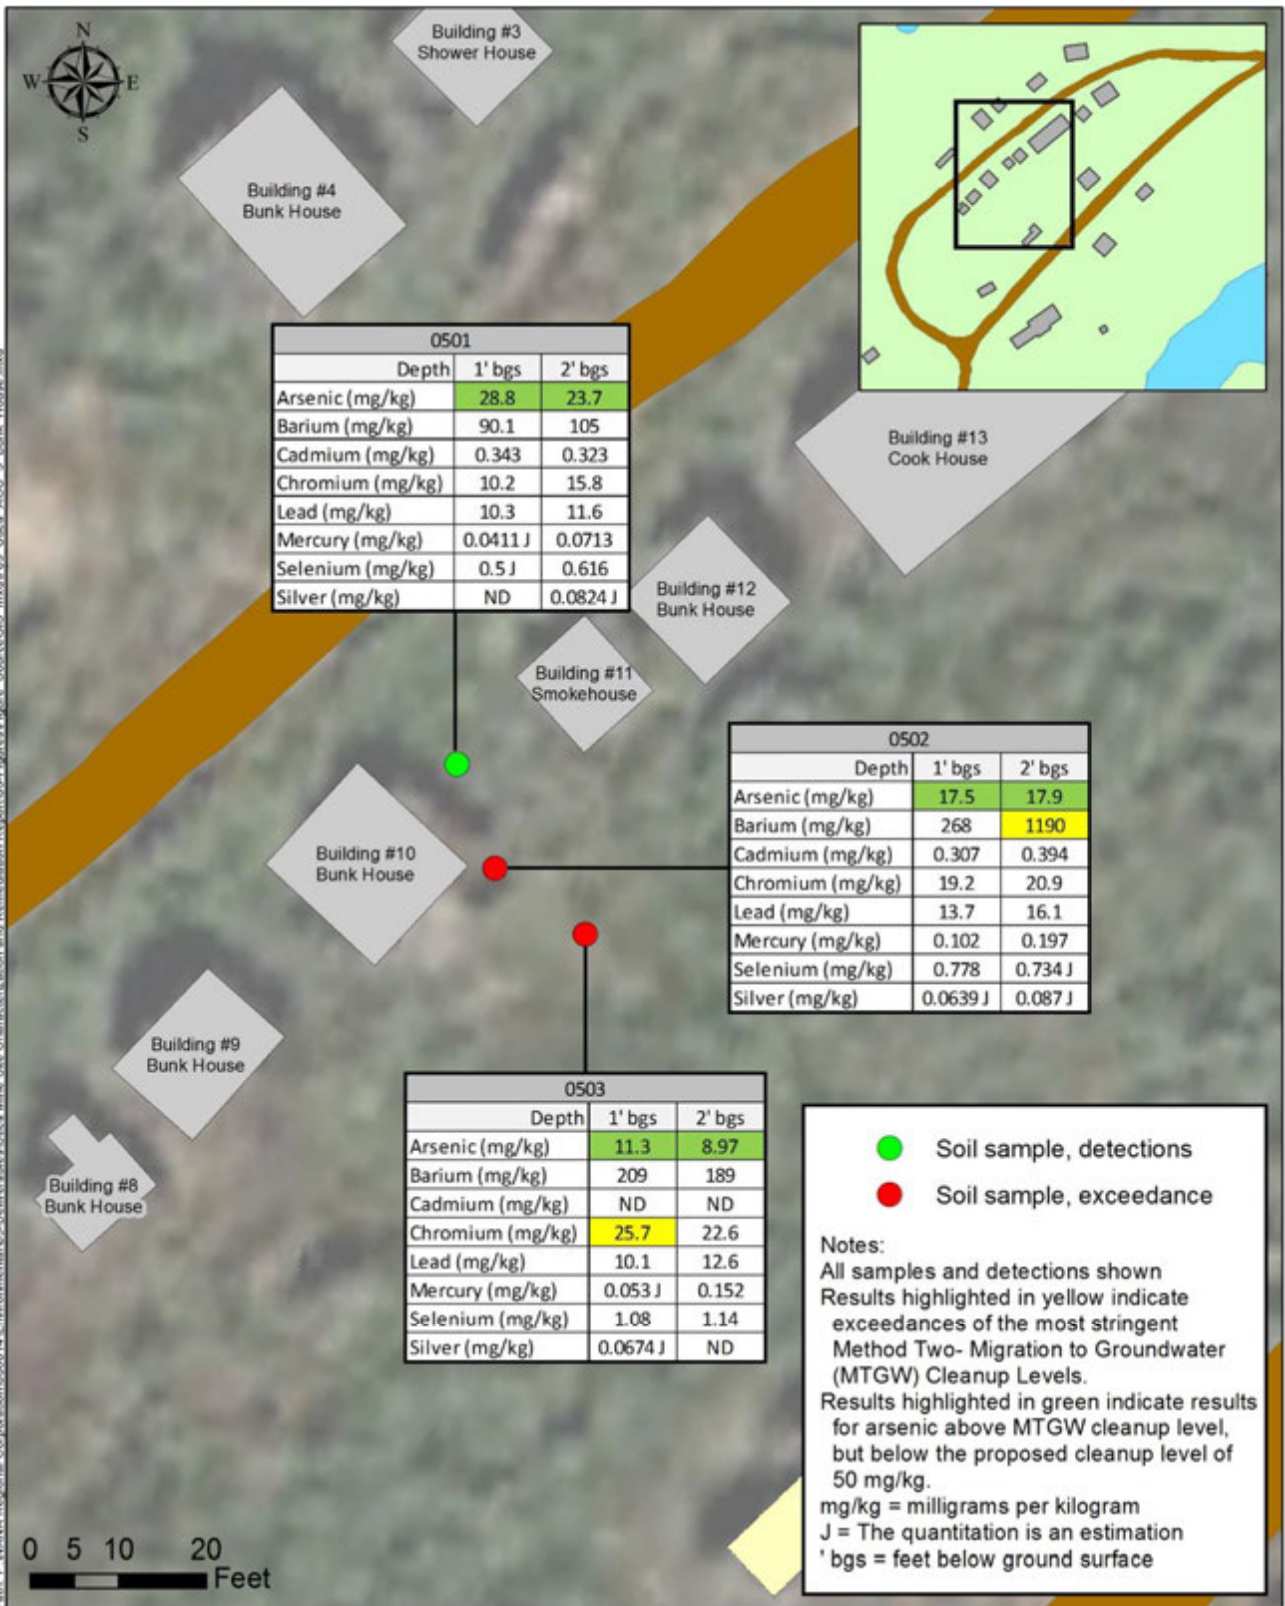 N
W E
S
Building #3
Shower House
Building #4
Bunk House
0501
Depth 1' bgs 2' bgs
Arsenic (mg/kg) 28.8 23.7
Barium (mg/kg) 90.1 105
Cadmium (mg/kg) 0.343 0.323
Chromium (mg/kg) 10.2 15.8
Lead (mg/kg) 10.3 11.6
Mercury (mg/kg) 0.0411 J 0.0713
Selenium (mg/kg) 0.5 J 0.616
Silver (mg/kg) ND 0.0824 J
Building #13
Cook House
Building #12
Bunk House
Building #11
Smokehouse
0502
Depth 1' bgs 2' bgs
Arsenic (mg/kg) 17.5 17.9
Barium (mg/kg) 268 1190
Cadmium (mg/kg) 0.307 0.394
Chromium (mg/kg) 19.2 20.9
Lead (mg/kg) 13.7 16.1
Mercury (mg/kg) 0.102 0.197
Selenium (mg/kg) 0.778 0.734 J
Silver (mg/kg) 0.0639 J 0.087 J
Building #10
Bunk House
Building #9
Bunk House
Building #8
Bunk House
0503
Depth 1' bgs 2' bgs
Arsenic (mg/kg) 11.3 8.97
Barium (mg/kg) 209 189
Cadmium (mg/kg) ND ND
Chromium (mg/kg) 25.7 22.6
Lead (mg/kg) 10.1 12.6
Mercury (mg/kg) 0.053 J 0.152
Selenium (mg/kg) 1.08 1.14
Silver (mg/kg) 0.0674 J ND
Soil sample, detections
Soil sample, exceedance
Notes:
All samples and detections shown
Results highlighted in yellow indicate
exceedances of the most stringent
Method Two- Migration to Groundwater
(MTGW) Cleanup Levels.
Results highlighted in green indicate results
for arsenic above MTGW cleanup level,
but below the proposed cleanup level of
50 mg/kg.
mg/kg = milligrams per kilogram
J = The quantitation is an estimation
' bgs = feet below ground surface
0 5 10 20
Feet